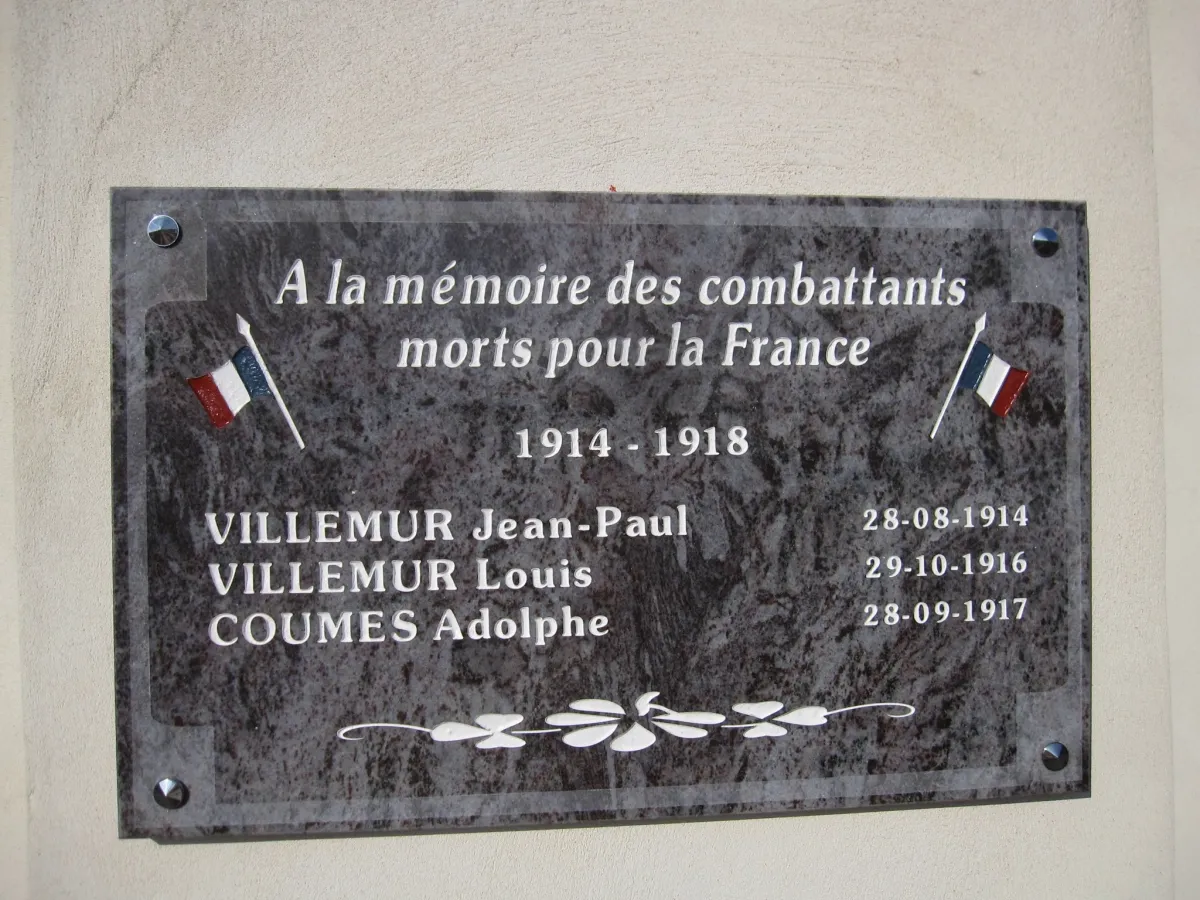 A la mémoire des combattants
morts pour la France
1914 - 1918
VILLEMUR Jean-Paul 28-08-1914
VILLEMUR Louis 29-10-1916
COUMES Adolphe 28-09-1917